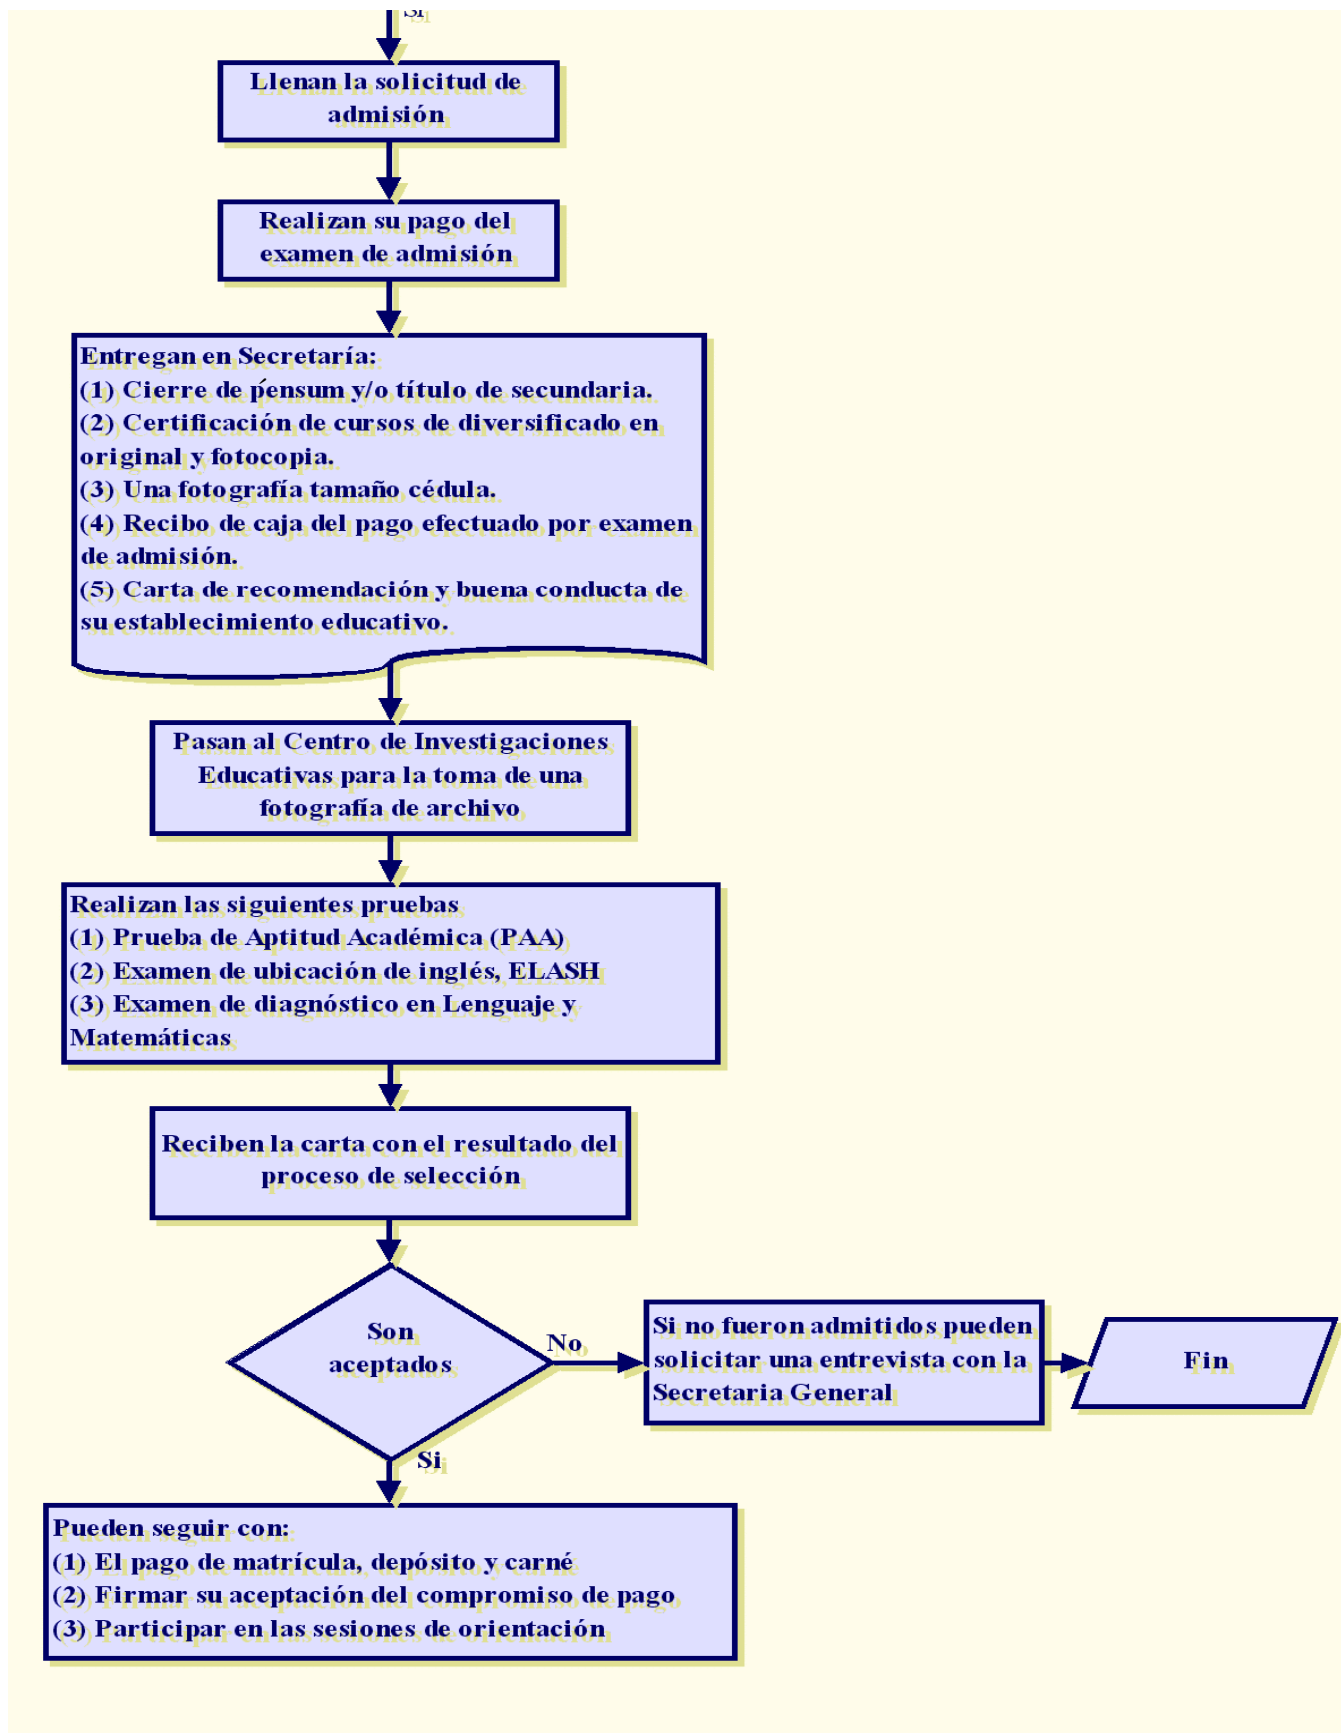 Si
Llenan la solicitud de
admisión
Realizan su pago del
examen de admisión
Entregan en Secretaría:
(1) Cierre de pensum y/o título de secundaria.
(2) Certificación de cursos de diversificado en
original y fotocopia.
(3) Una fotografía tamaño cédula.
(4) Recibo de caja del pago efectuado por examen
de admisión.
(5) Carta de recomendación y buena conducta de
su establecimiento educativo.
Pasan al Centro de Investigaciones
Educativas para la toma de una
fotografía de archivo
Realizan las siguientes pruebas
(1) Prueba de Aptitud Académica (PAA)
(2) Examen de ubicación de inglés, ELASH
(3) Examen de diagnóstico en Lenguaje y
Matemáticas
Reciben la carta con el resultado del
proceso de selección
Son
aceptados
No
Si no fueron admitidos pueden
solicitar una entrevista con la
Secretaria General
Fin
Si
Pueden seguir con:
(1) El pago de matrícula, depósito y carné
(2) Firmar su aceptación del compromiso de pago
(3) Participar en las sesiones de orientación